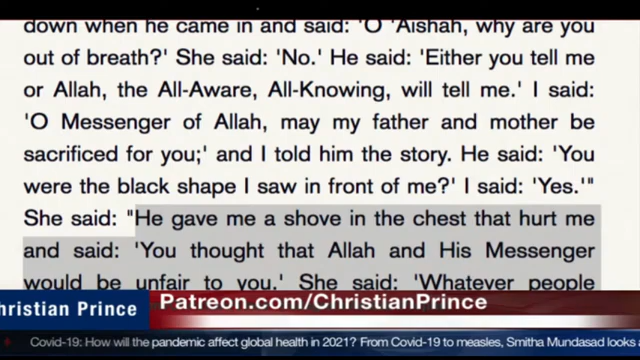 down when he came in and said: 'O 'Aishah, why are you
out of breath?' She said: 'No.' He said: 'Either you tell me
or Allah, the All-Aware, All-Knowing, will tell me.' I said:
'O Messenger of Allah, may my father and mother be
sacrificed for you;' and I told him the story. He said: 'You
were the black shape I saw in front of me?' I said: 'Yes.'"
She said: "He gave me a shove in the chest that hurt me
and said: 'You thought that Allah and His Messenger
would be unfair to you.' She said: 'Whatever people
Christian Prince
Patreon.com/ChristianPrince
Covid-19: How will the pandemic affect global health in 2021? From Covid-19 to measles, Smitha Mundasad looks